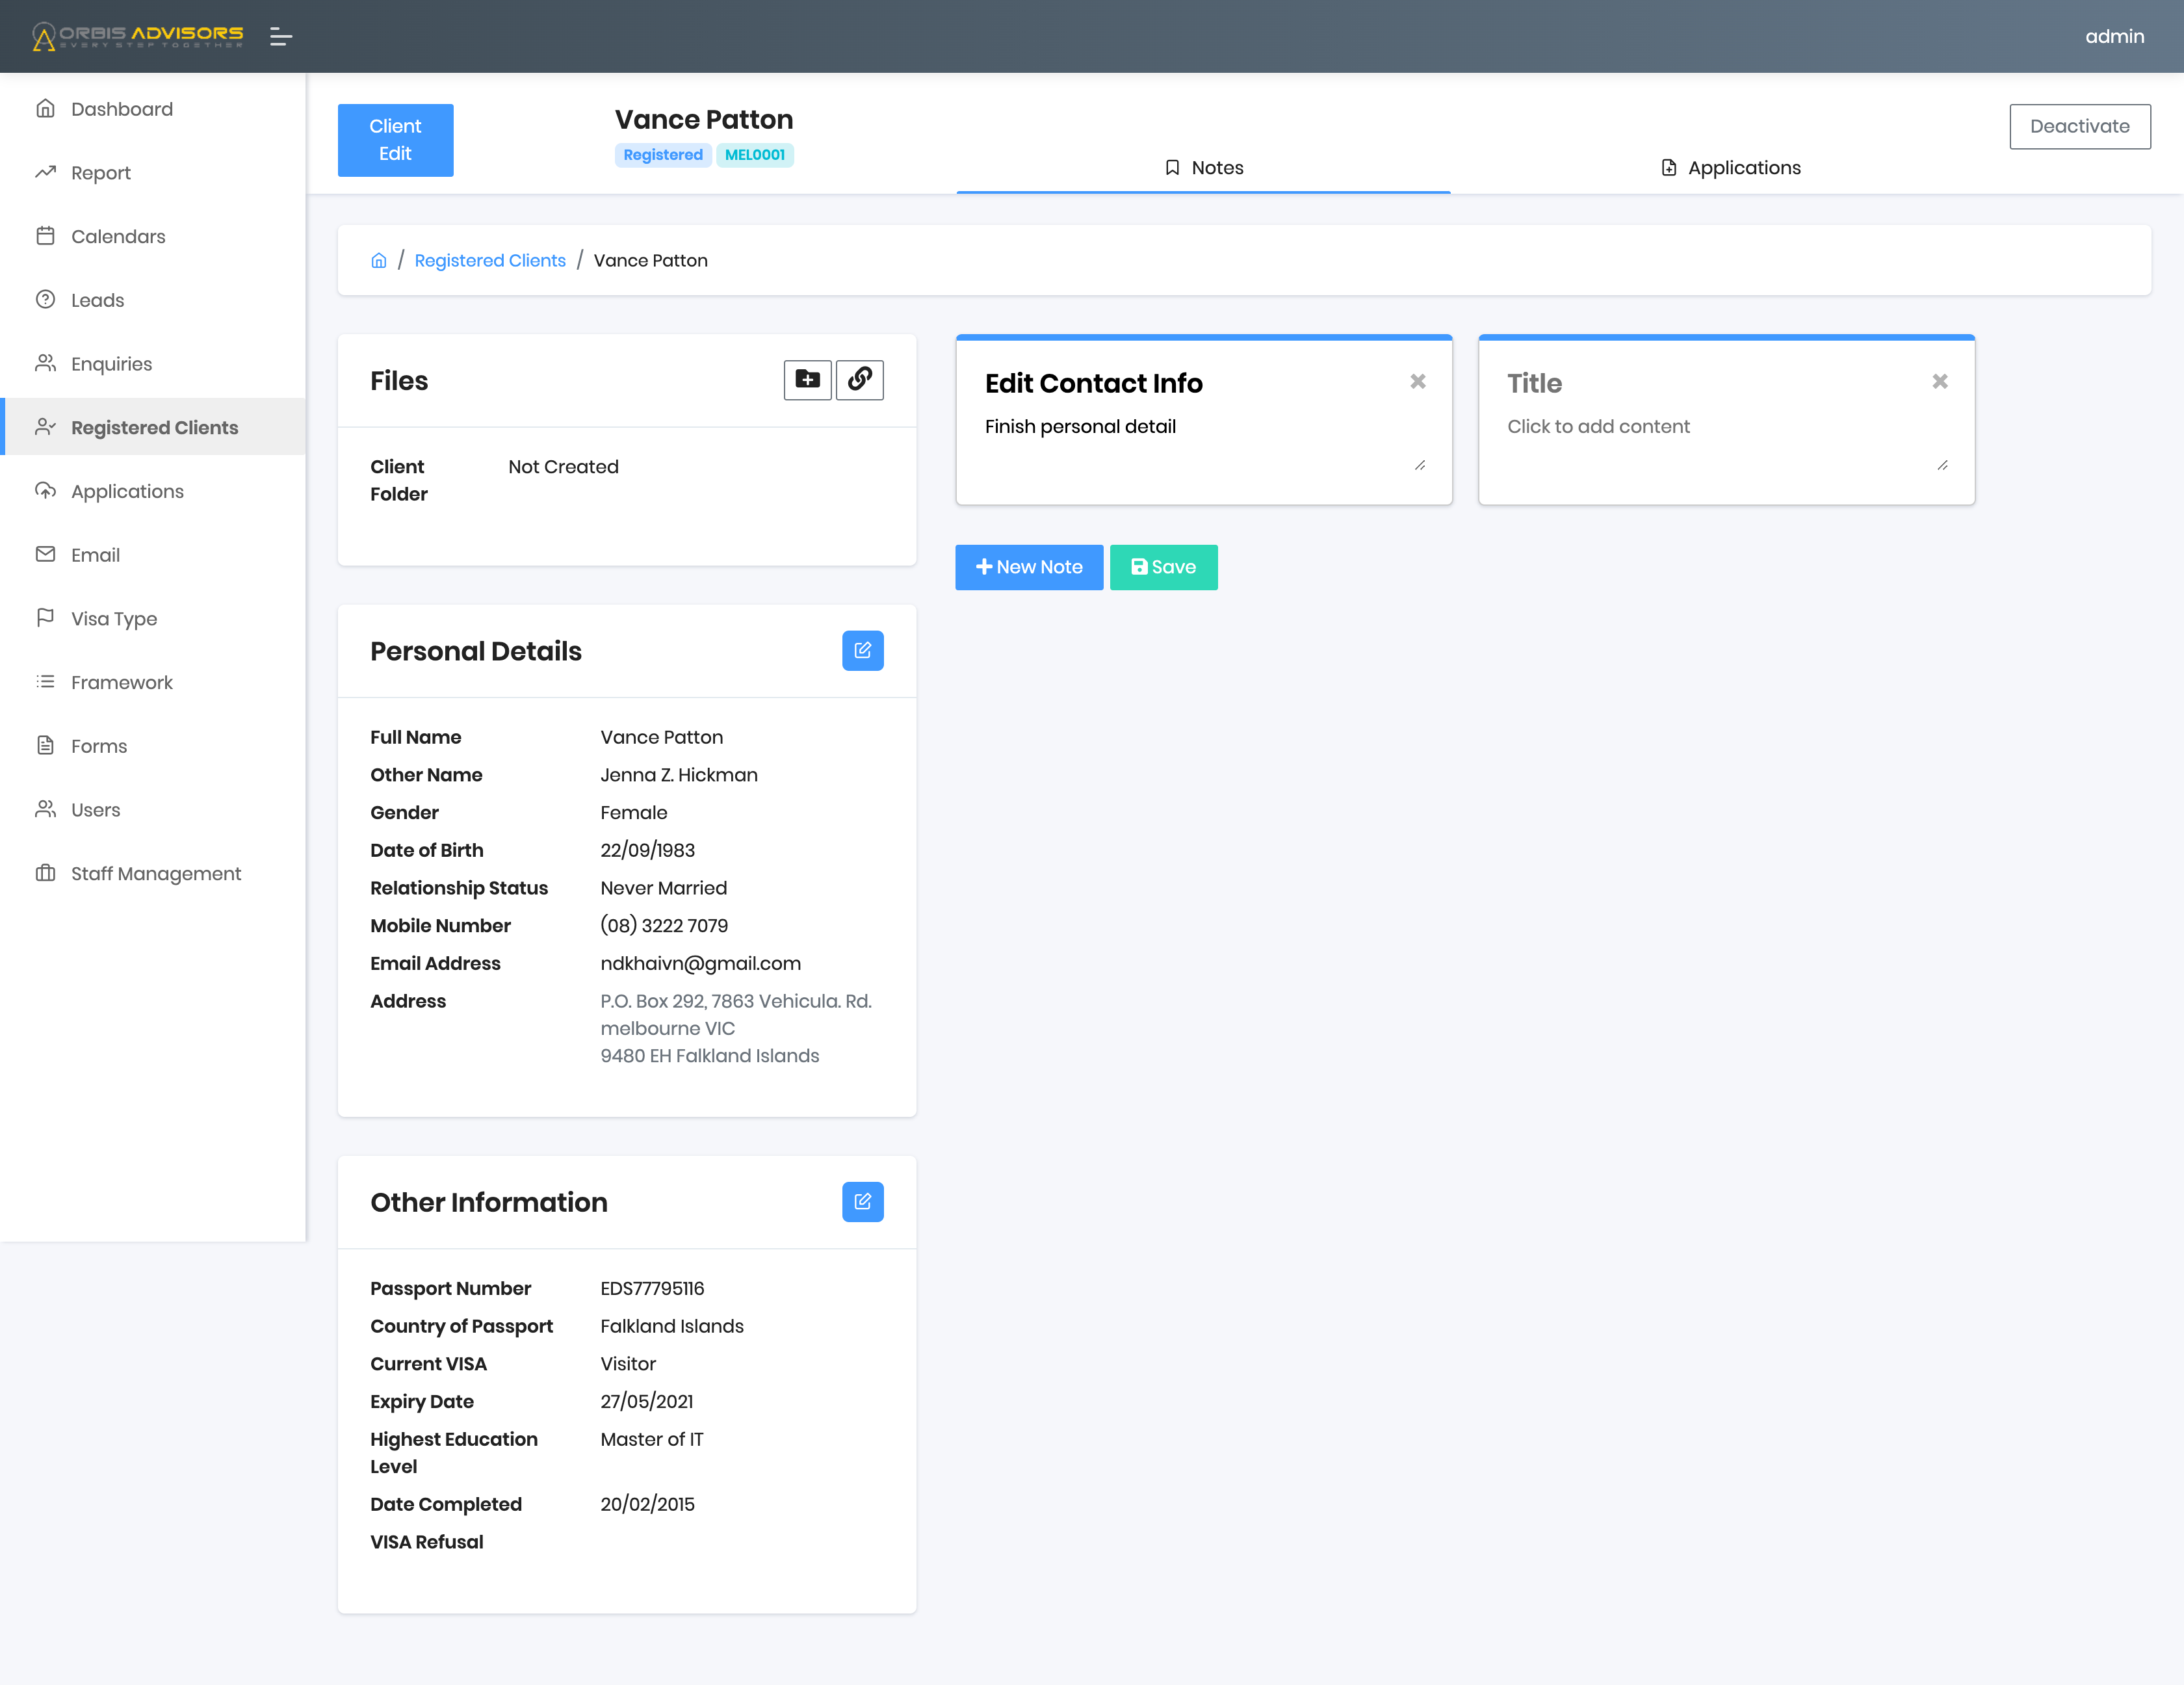 ORBIS ADVISORS
EVERY STEP TOGETHER
admin
Dashboard
Report
Calendars
Leads
Enquiries
Registered Clients
Applications
Email
Visa Type
Framework
Forms
Users
Staff Management
Client
Edit
Vance Patton
Registered MEL0001
Notes
Applications
Deactivate
/ Registered Clients / Vance Patton
Files
Client
Folder
Not Created
Personal Details
Full Name Vance Patton
Other Name Jenna Z. Hickman
Gender Female
Date of Birth 22/09/1983
Relationship Status Never Married
Mobile Number (08) 3222 7079
Email Address ndkhaivn@gmail.com
Address P.O. Box 292, 7863 Vehicula. Rd.
melbourne VIC
9480 EH Falkland Islands
Other Information
Passport Number EDS77795116
Country of Passport Falkland Islands
Current VISA Visitor
Expiry Date 27/05/2021
Highest Education
Level
Master of IT
Date Completed 20/02/2015
VISA Refusal
Edit Contact Info
Finish personal detail
Title
Click to add content
New Note
Save